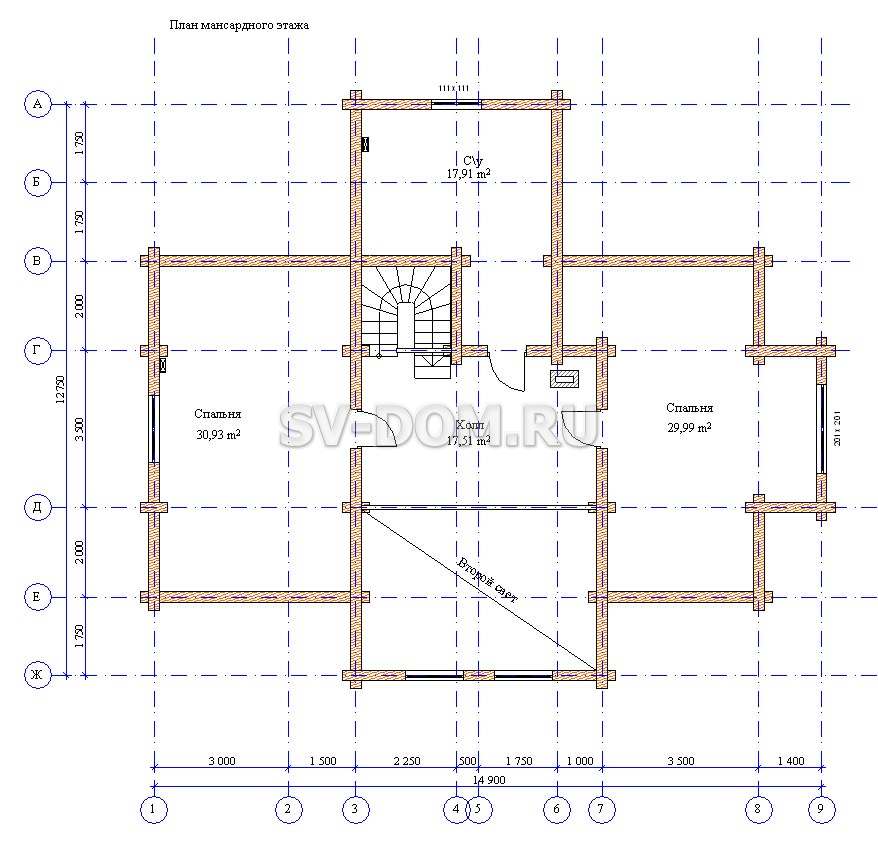 План мансардного этажа
111 x 111
А
Б
В
Г
Д
Е
Ж
1 750
1 750
2 000
3 500
2 000
1 750
12 750
С\у
17,91 m²
Спальня
30,93 m²
Холл
17,51 m²
Спальня
29,99 m²
201 x 201
SV-DOM.RU
Второй свет
3 000
1 500
2 250
500
1 750
1 000
3 500
1 400
14 900
1
2
3
4
5
6
7
8
9